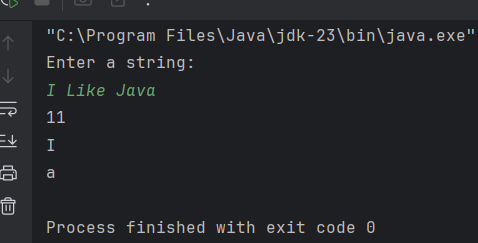 "C:\Program Files\Java\jdk-23\bin\java.exe"
Enter a string:
I Like Java
11
I
a
Process finished with exit code 0